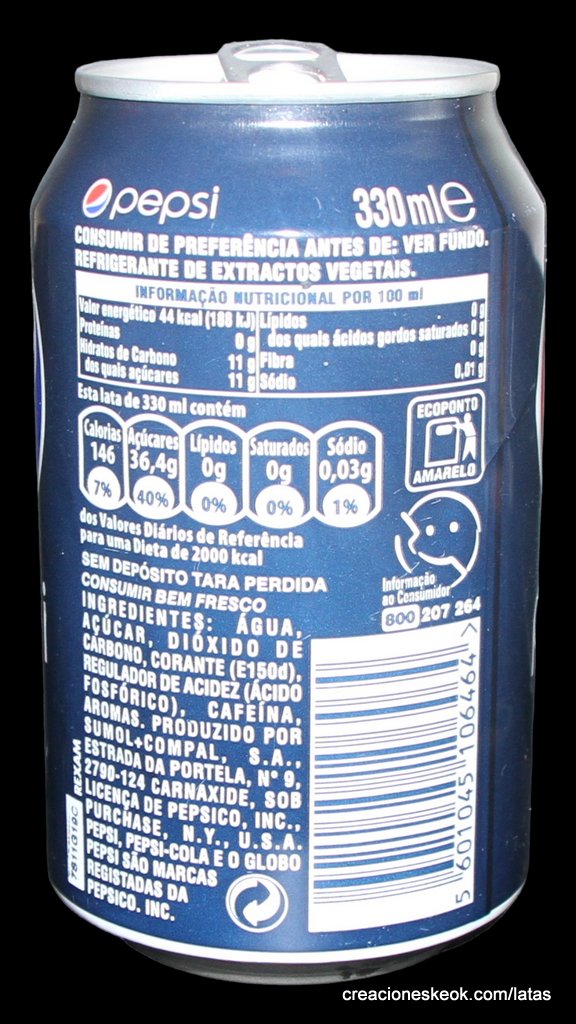 pepsi 330 ml e
CONSUMIR DE PREFERÊNCIA ANTES DE: VER FUNDO.
REFRIGERANTE DE EXTRACTOS VEGETAIS.
INFORMAÇÃO NUTRICIONAL POR 100 ml
Valor energético 44 kcal (188 kJ) Lípidos 0 g
Proteínas 0 g dos quais ácidos gordos saturados 0 g
Hidratos de Carbono 11 g Fibra 0 g
dos quais açúcares 11 g Sódio 0,01 g
Esta lata de 330 ml contém
Calorias Açúcares Lípidos Saturados Sódio
146 36,4g 0g 0g 0,03g
7% 40% 0% 0% 1%
ECOPONTO
AMARELO
dos Valores Diários de Referência
para uma Dieta de 2000 kcal
SEM DEPÓSITO TARA PERDIDA
CONSUMIR BEM FRESCO
Informação
ao Consumidor
800 207 264
INGREDIENTES: ÁGUA,
AÇÚCAR, DIÓXIDO DE
CARBONO, CORANTE (E150d),
REGULADOR DE ACIDEZ (ÁCIDO
FOSFÓRICO), CAFEÍNA,
AROMAS. PRODUZIDO POR
SUMOL+COMPAL, S.A.,
ESTRADA DA PORTELA, Nº 9,
2790-124 CARNAXIDE, SOB
LICENÇA DE PEPSICO, INC.,
PURCHASE, N.Y., U.S.A.
PEPSI, PEPSI-COLA E O GLOBO
PEPSI SÃO MARCAS
REGISTADAS DA
PEPSICO. INC.
REXAM
5 601045 106464 >
creacioneskeok.com/latas